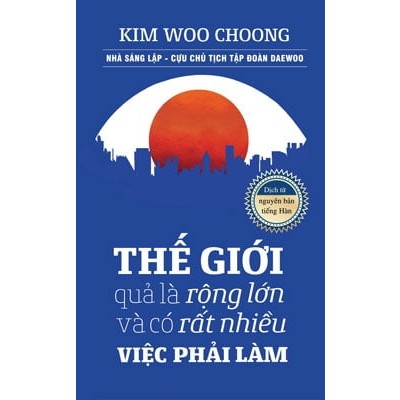 KIM WOO CHOONG
NHÀ SÁNG LẬP - CỰU CHỦ TỊCH TẬP ĐOÀN DAEWOO
Dịch từ
nguyên bản
tiếng Hàn
THẾ GIỚI
quả là rộng lớn
và có rất nhiều
VIỆC PHẢI LÀM